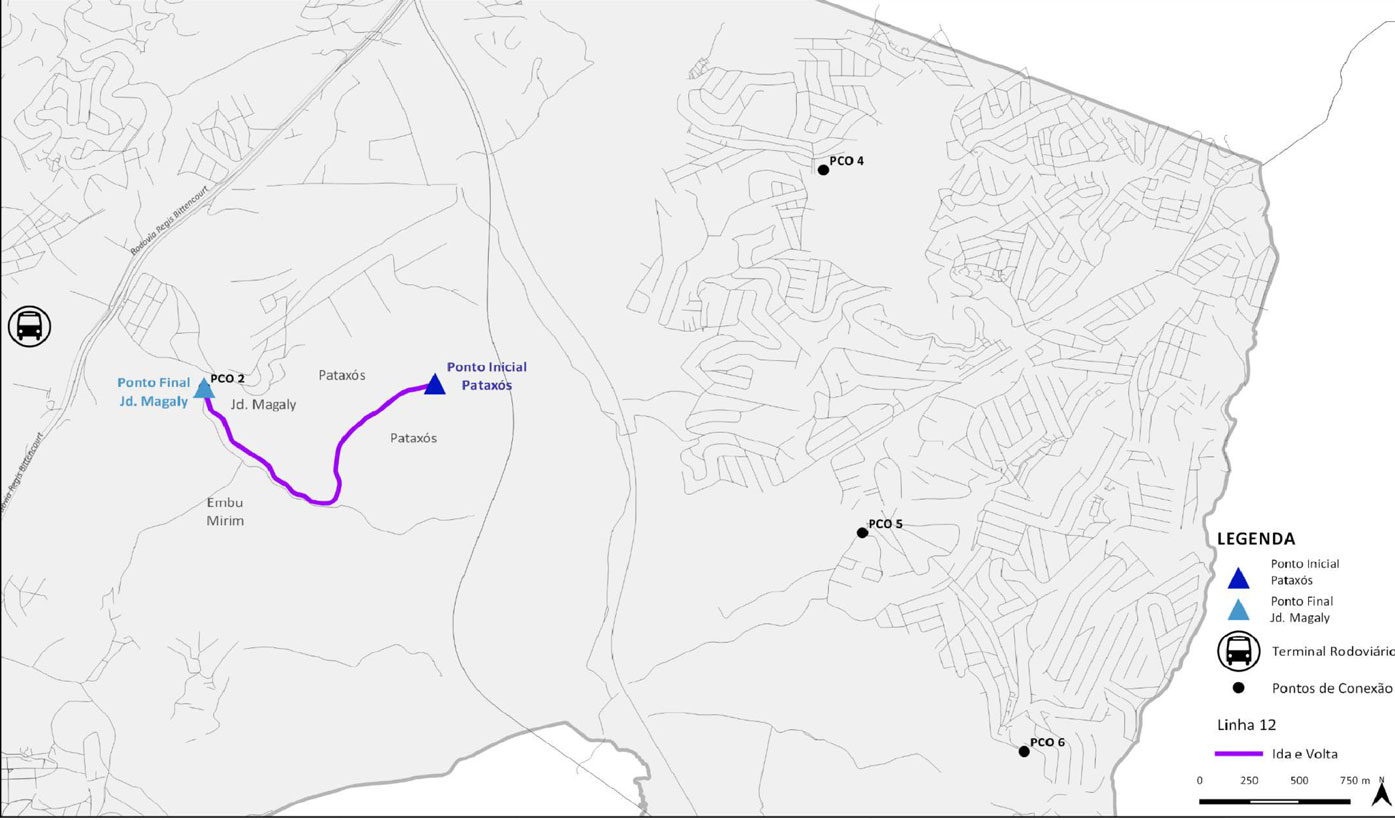 PCO 4
Rodovia Regis Bittencourt
Ponto Inicial
Pataxós
Pataxós
PCO 2
Ponto Final
Jd. Magaly
Jd. Magaly
Pataxós
Regis Bittencourt
Embu
Mirim
PCO 5
PCO 6
LEGENDA
Ponto Inicial
Pataxós
Ponto Final
Jd. Magaly
Terminal Rodoviário
Pontos de Conexão
Linha 12
Ida e Volta
0 250 500 750 m N